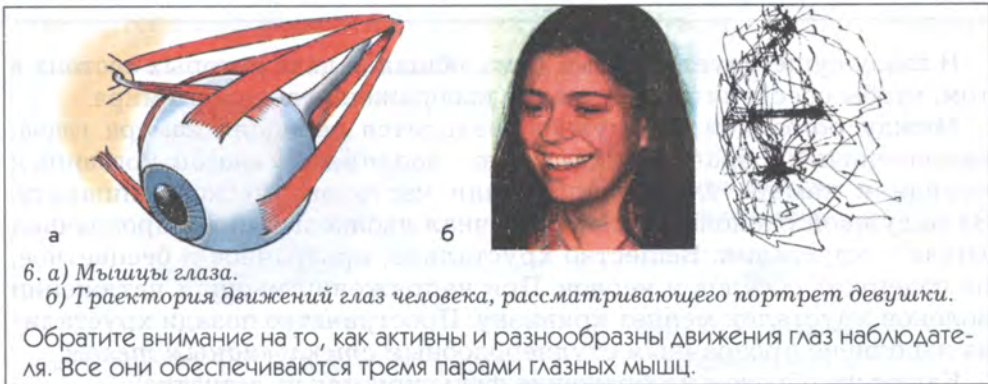 а
б
6. а) Мышцы глаза.
б) Траектория движений глаз человека, рассматривающего портрет девушки.
Обратите внимание на то, как активны и разнообразны движения глаз наблюдате-
ля. Все они обеспечиваются тремя парами глазных мышц.